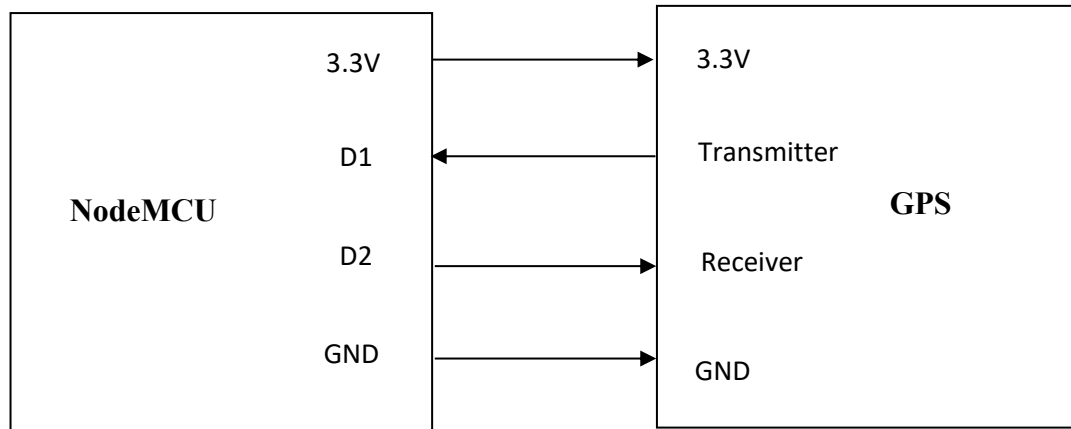 3.3V
D1
NodeMCU
D2
GND
3.3V
Transmitter
GPS
Receiver
GND